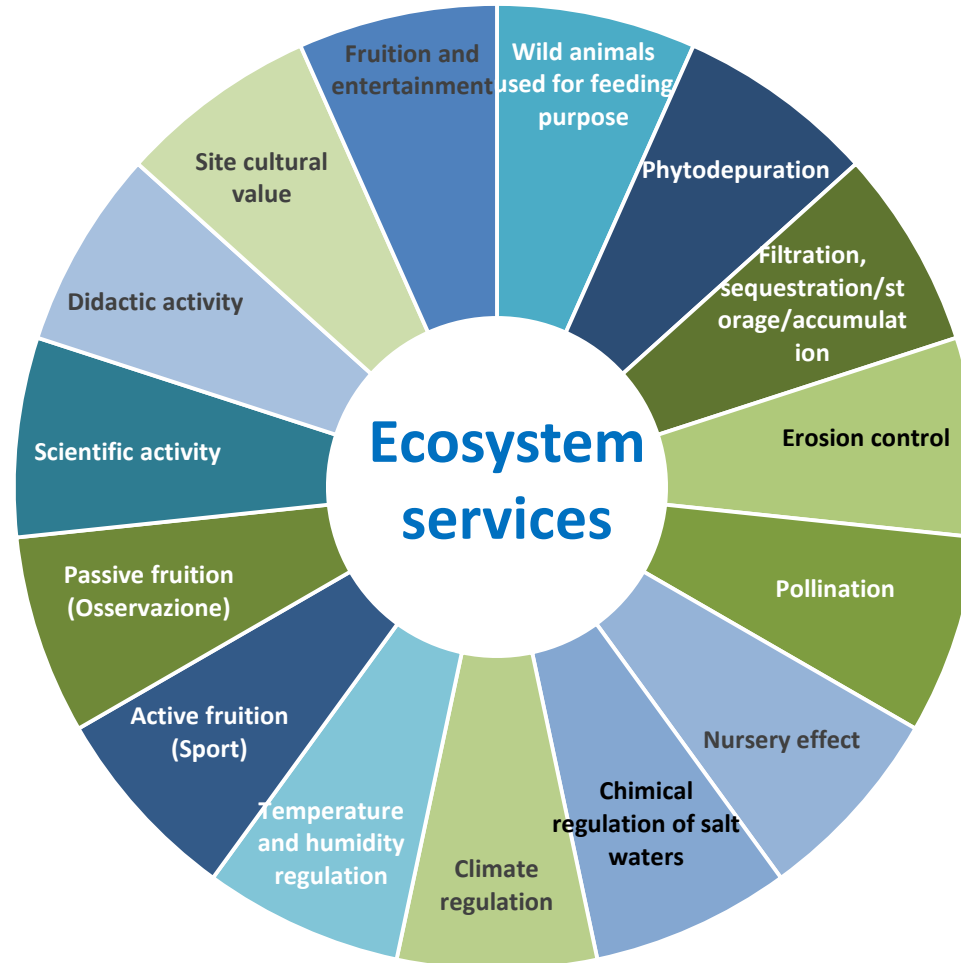 Fruition and
entertainment
Wild animals
used for feeding
purpose
Phytodepuration
Filtration,
sequestration/st
orage/accumulat
ion
Erosion control
Pollination
Nursery effect
Chimical
regulation of salt
waters
Climate
regulation
Temperature
and humidity
regulation
Active fruition
(Sport)
Passive fruition
(Osservazione)
Scientific activity
Didactic activity
Site cultural
value
Ecosystem
services